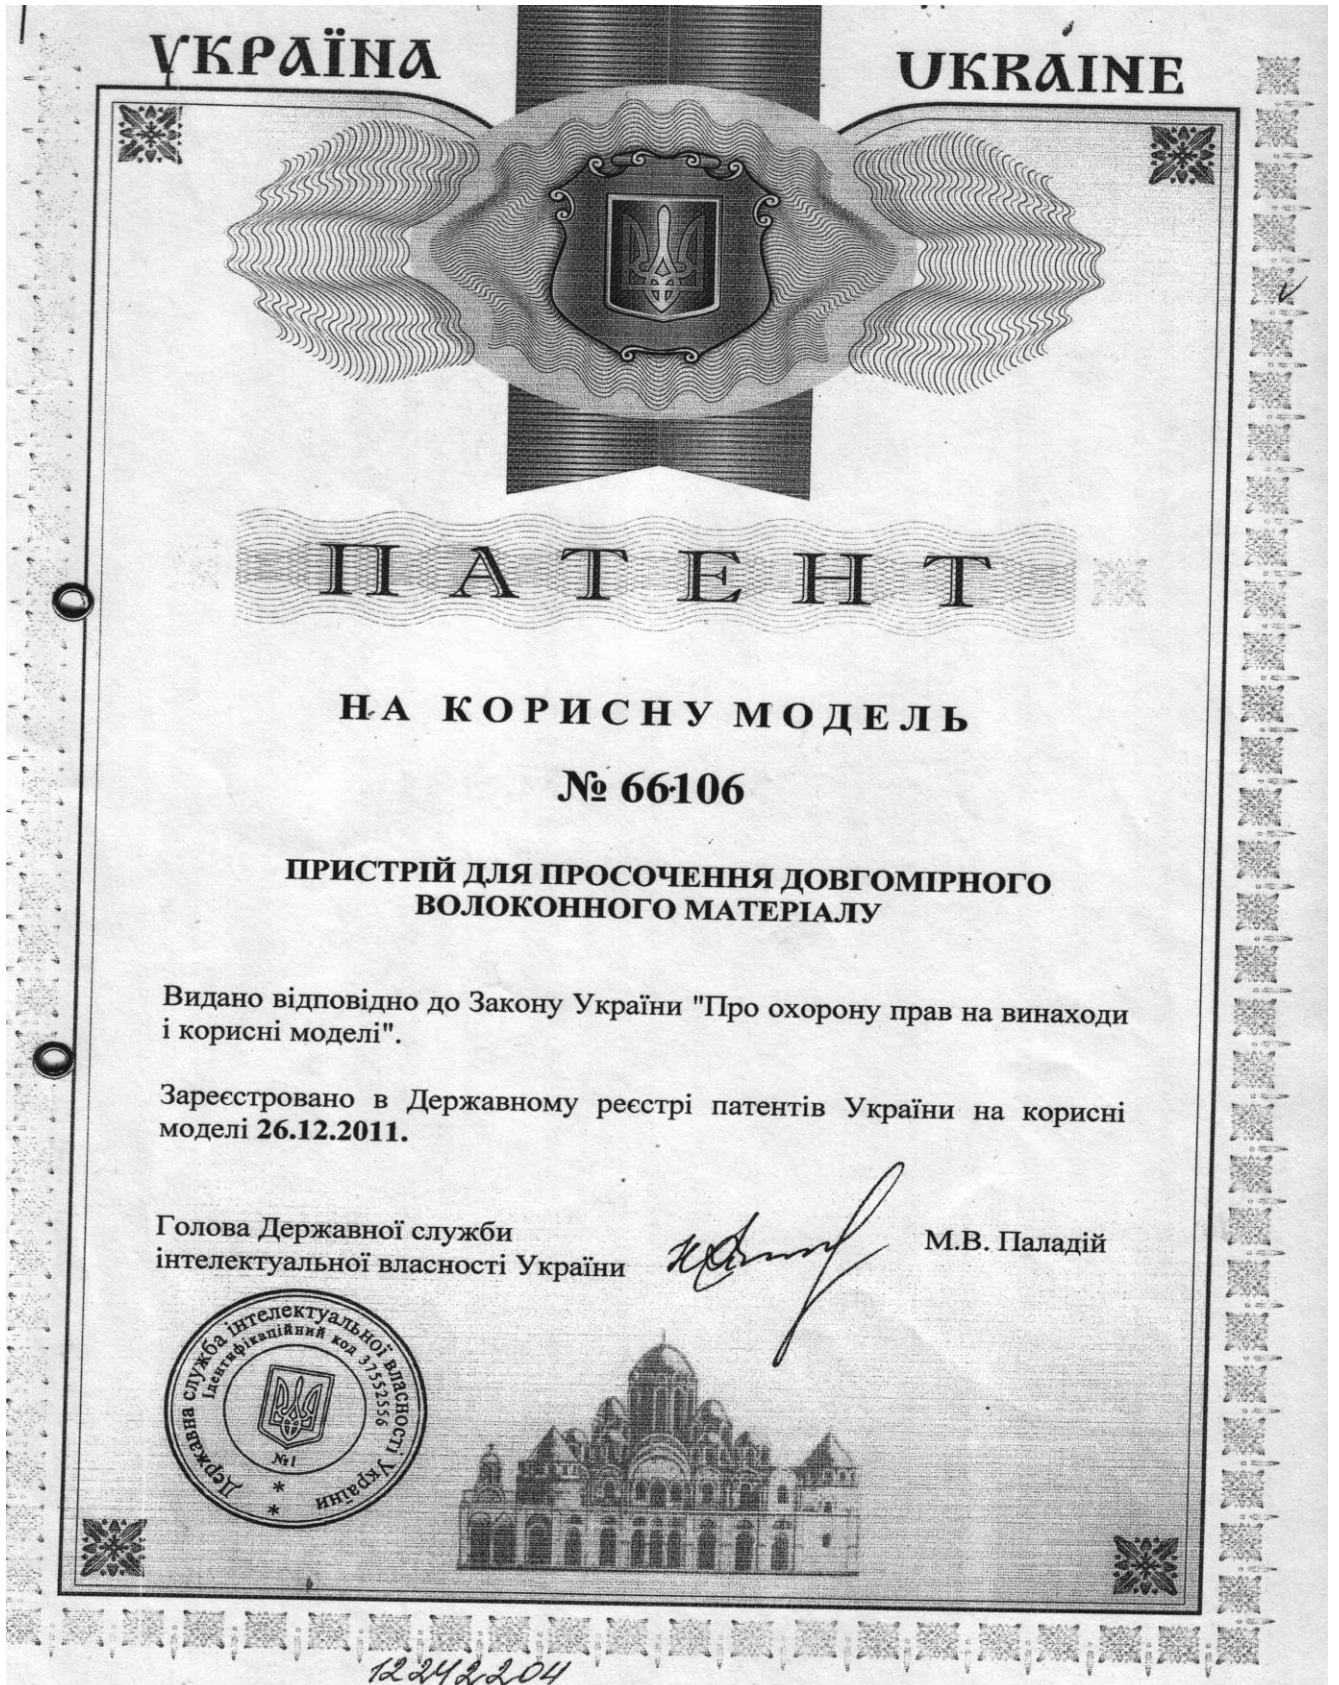 УКРАЇНА
UKRAINE
ПАТЕНТ
НА КОРИСНУ МОДЕЛЬ
№ 66106
ПРИСТРІЙ ДЛЯ ПРОСОЧЕННЯ ДОВГОМІРНОГО
ВОЛОКОННОГО МАТЕРІАЛУ
Видано відповідно до Закону України "Про охорону прав на винаходи
і корисні моделі".
Зареєстровано в Державному реєстрі патентів України на корисні
моделі 26.12.2011.
Голова Державної служби
інтелектуальної власності України
М.В. Паладій
Державна служба інтелектуальної власності України
Ідентифікаційний код 37552556
№1
* *
12242204